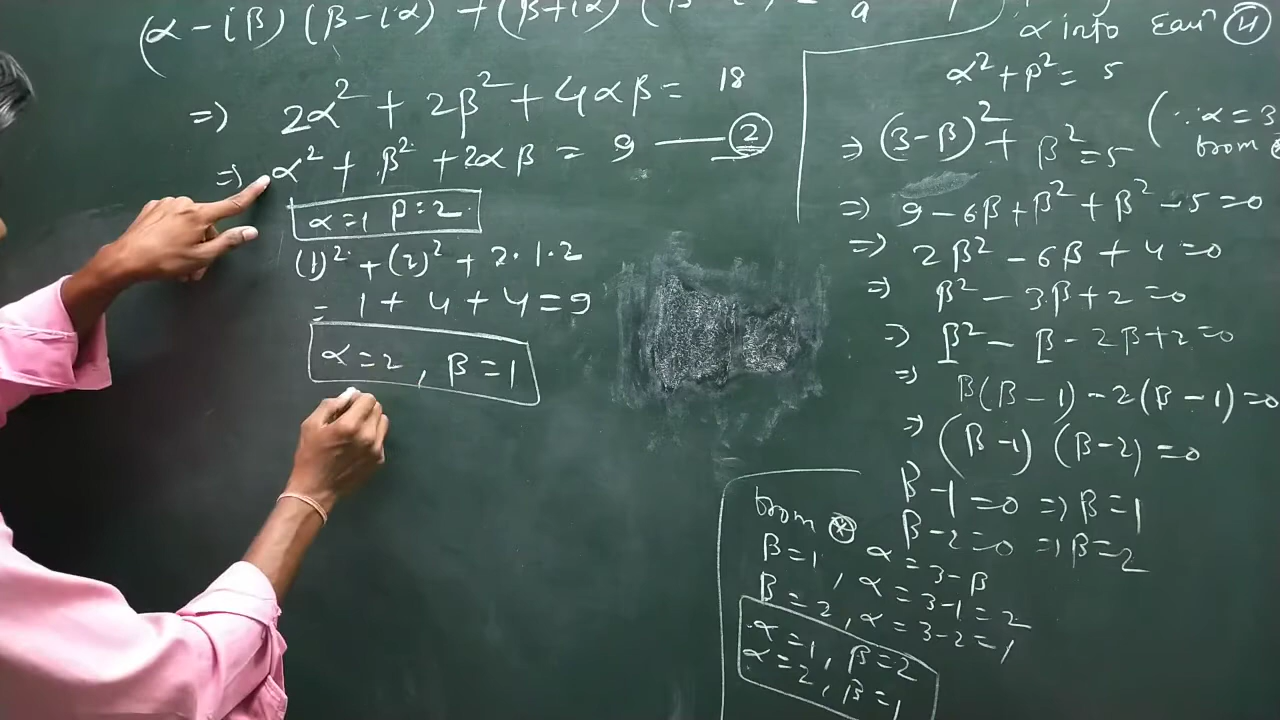 (α - iβ) (β - iα) + (β + iα)
=> 2α² + 2β² + 4αβ = 18
=> α² + β² + 2αβ = 9 —— ②
α=1 β=2
(1)² + (2)² + 2·1·2
= 1 + 4 + 4 = 9
α = 2 , β = 1
α into Eqn ④
α² + β² = 5
=> (3-β)² + β² = 5 (∵ α = 3
from
=> 9 - 6β + β² + β² - 5 = 0
=> 2β² - 6β + 4 = 0
=> β² - 3β + 2 = 0
=> β² - β - 2β + 2 = 0
=> β(β - 1) - 2(β - 1) = 0
=> (β - 1) (β - 2) = 0
β - 1 = 0 => β = 1
β - 2 = 0 => β = 2
from ⊛ α = 3 - β
β = 1 , α = 3 - 1 = 2
β = 2 , α = 3 - 2 = 1
α = 1 , β = 2
α = 2 , β = 1